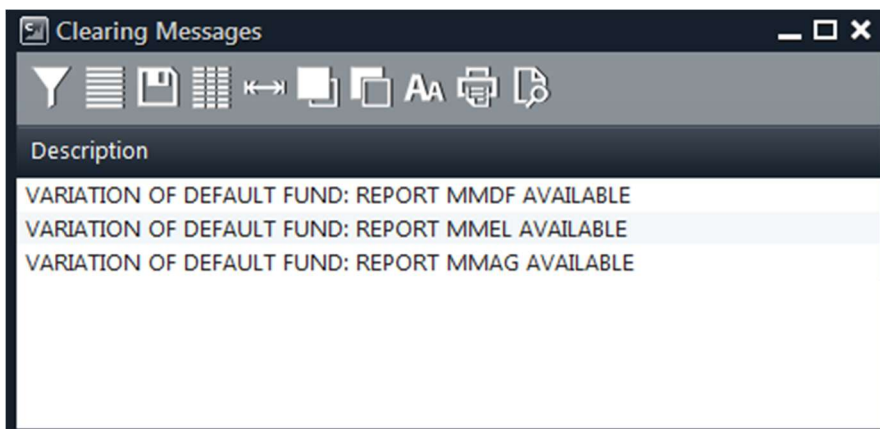 Clearing Messages
AA
Description
VARIATION OF DEFAULT FUND: REPORT MMDF AVAILABLE
VARIATION OF DEFAULT FUND: REPORT MMEL AVAILABLE
VARIATION OF DEFAULT FUND: REPORT MMAG AVAILABLE